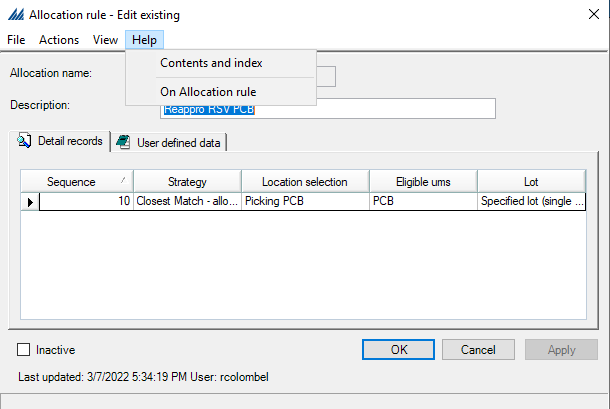 Allocation rule - Edit existing
File Actions View Help
Contents and index
Allocation name:
On Allocation rule
Description: Reappro RSV PCB
Detail records User defined data
Sequence Strategy Location selection Eligible ums Lot
10 Closest Match - allo... Picking PCB PCB Specified lot (single ...
Inactive OK Cancel Apply
Last updated: 3/7/2022 5:34:19 PM User: rcolombel